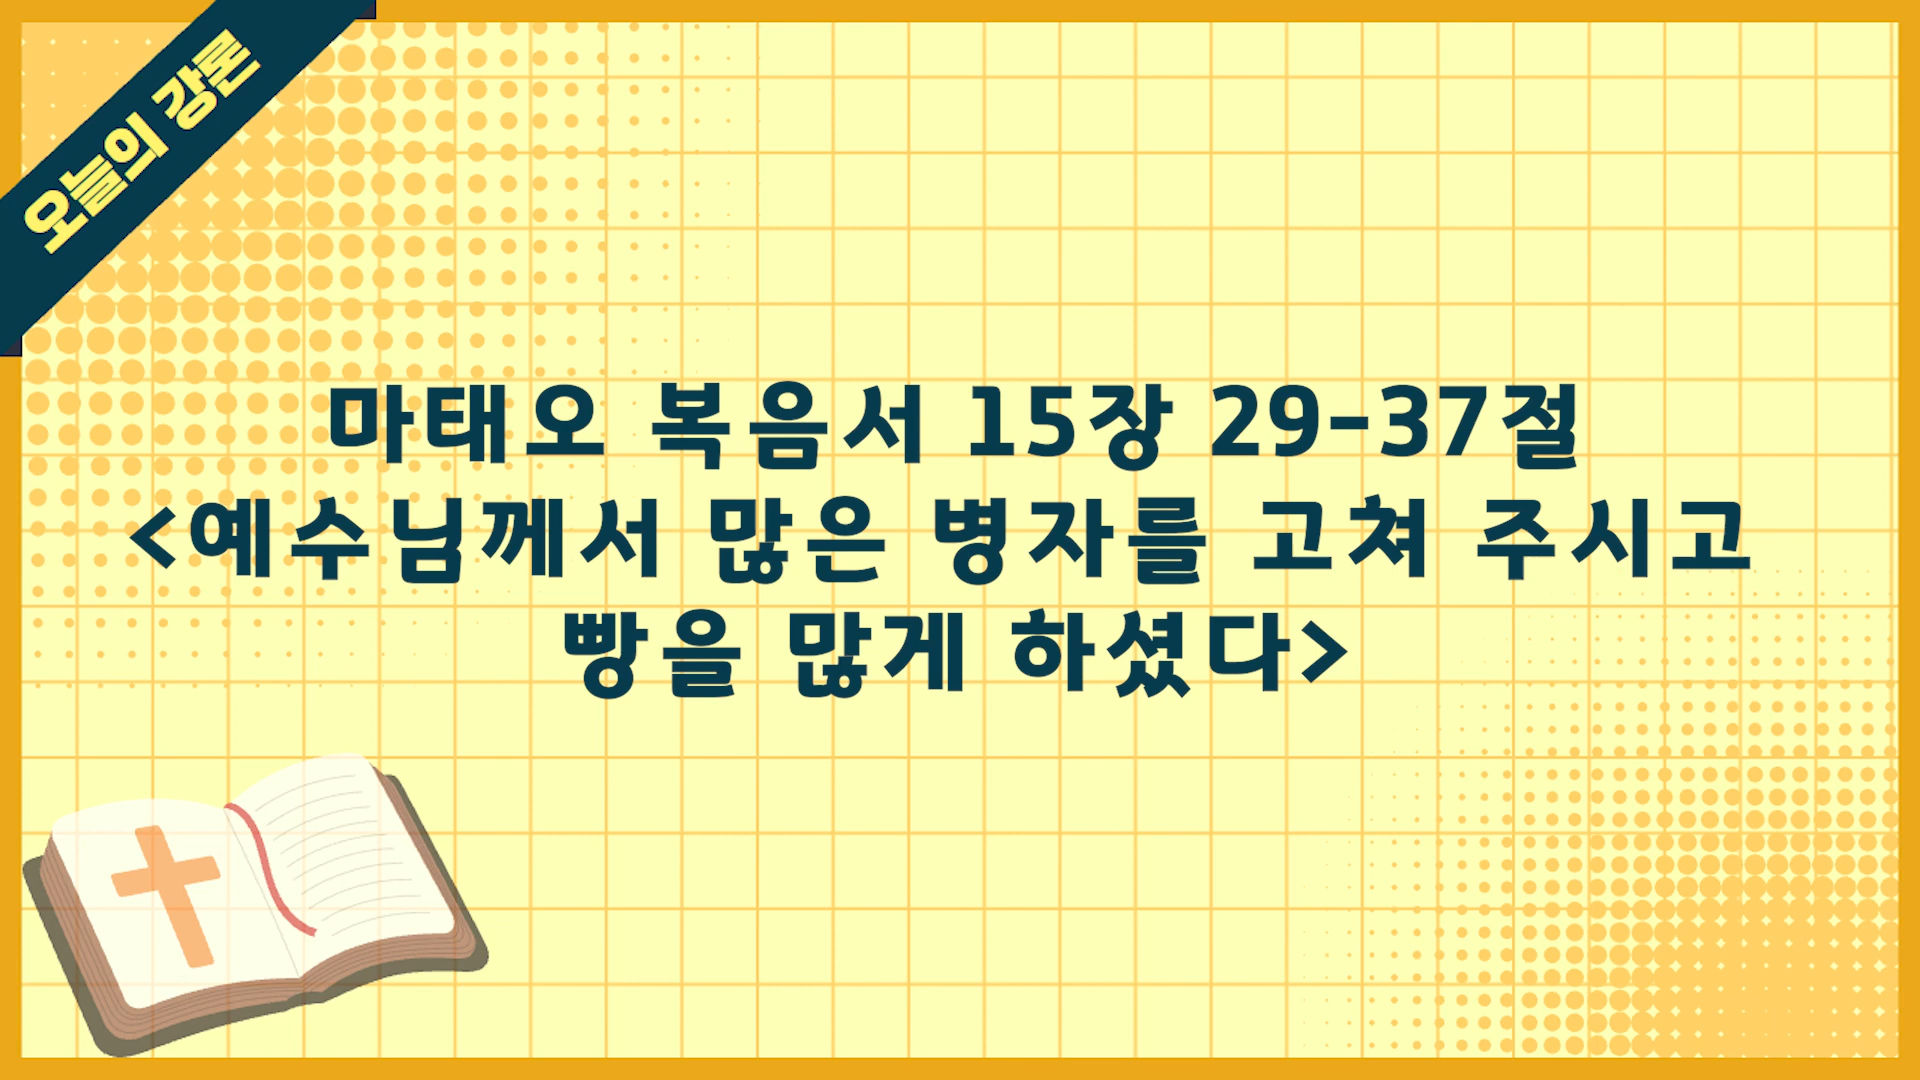 오늘의 강론
마태오 복음서 15장 29-37절
<예수님께서 많은 병자를 고쳐 주시고
빵을 많게 하셨다>